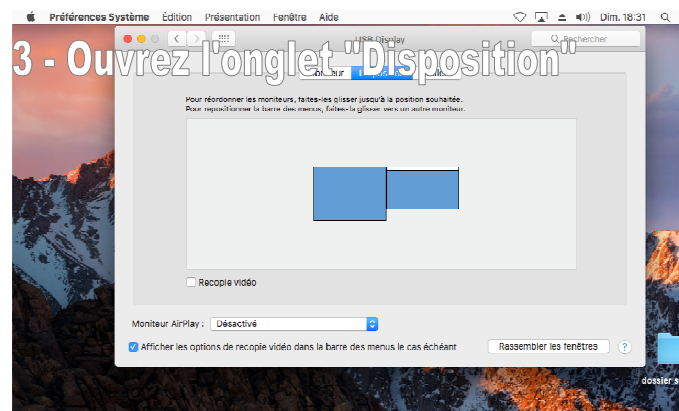 Préférences Système Édition Présentation Fenêtre Aide Dim. 18:31
USB Display
Rechercher
3 - Ouvrez l'onglet "Disposition"
Pour réordonner les moniteurs, faites-les glisser jusqu'à la position souhaitée.
Pour repositionner la barre des menus, faites-la glisser vers un autre moniteur.
Recopie vidéo
Moniteur AirPlay : Désactivé
Afficher les options de recopie vidéo dans la barre des menus le cas échéant
Rassembler les fenêtres
?
dossier s